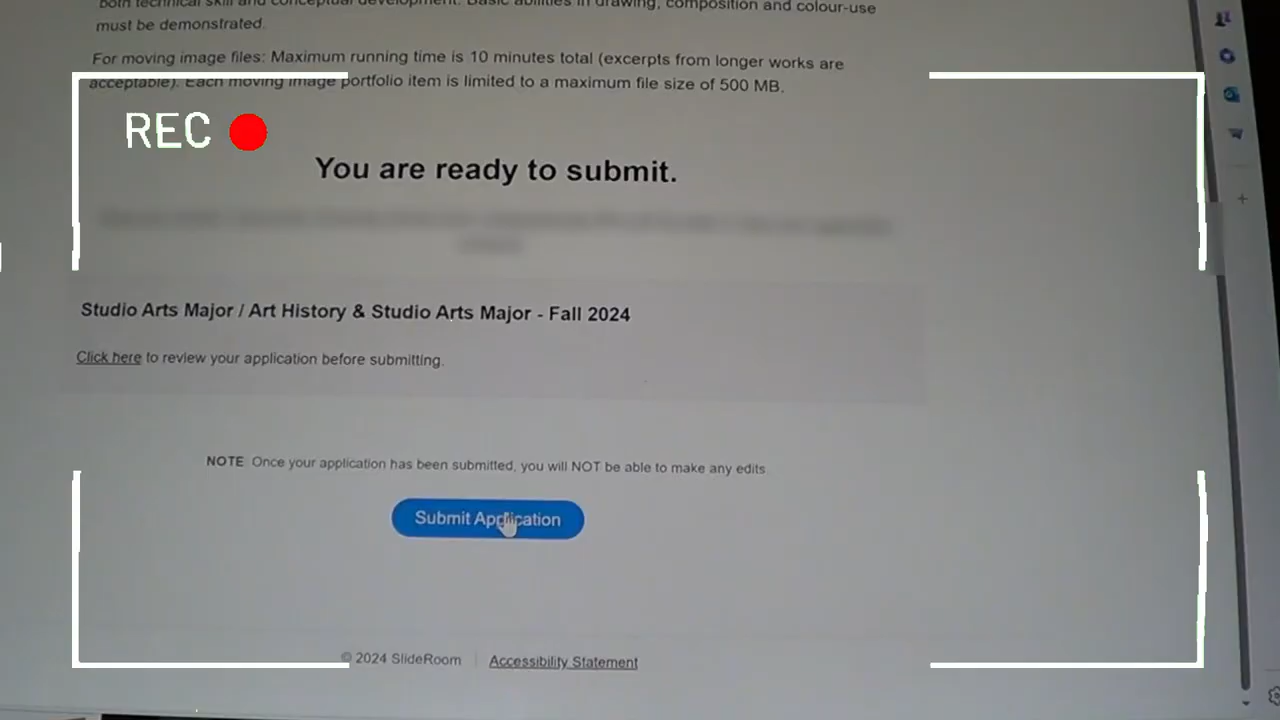 both technical skill and conceptual development. Basic abilities in drawing, composition and colour-use
must be demonstrated.
For moving image files: Maximum running time is 10 minutes total (excerpts from longer works are
acceptable). Each moving image portfolio item is limited to a maximum file size of 500 MB.
REC
You are ready to submit.
Studio Arts Major / Art History & Studio Arts Major - Fall 2024
Click here to review your application before submitting.
NOTE Once your application has been submitted, you will NOT be able to make any edits
Submit Application
© 2024 SlideRoom
Accessibility Statement